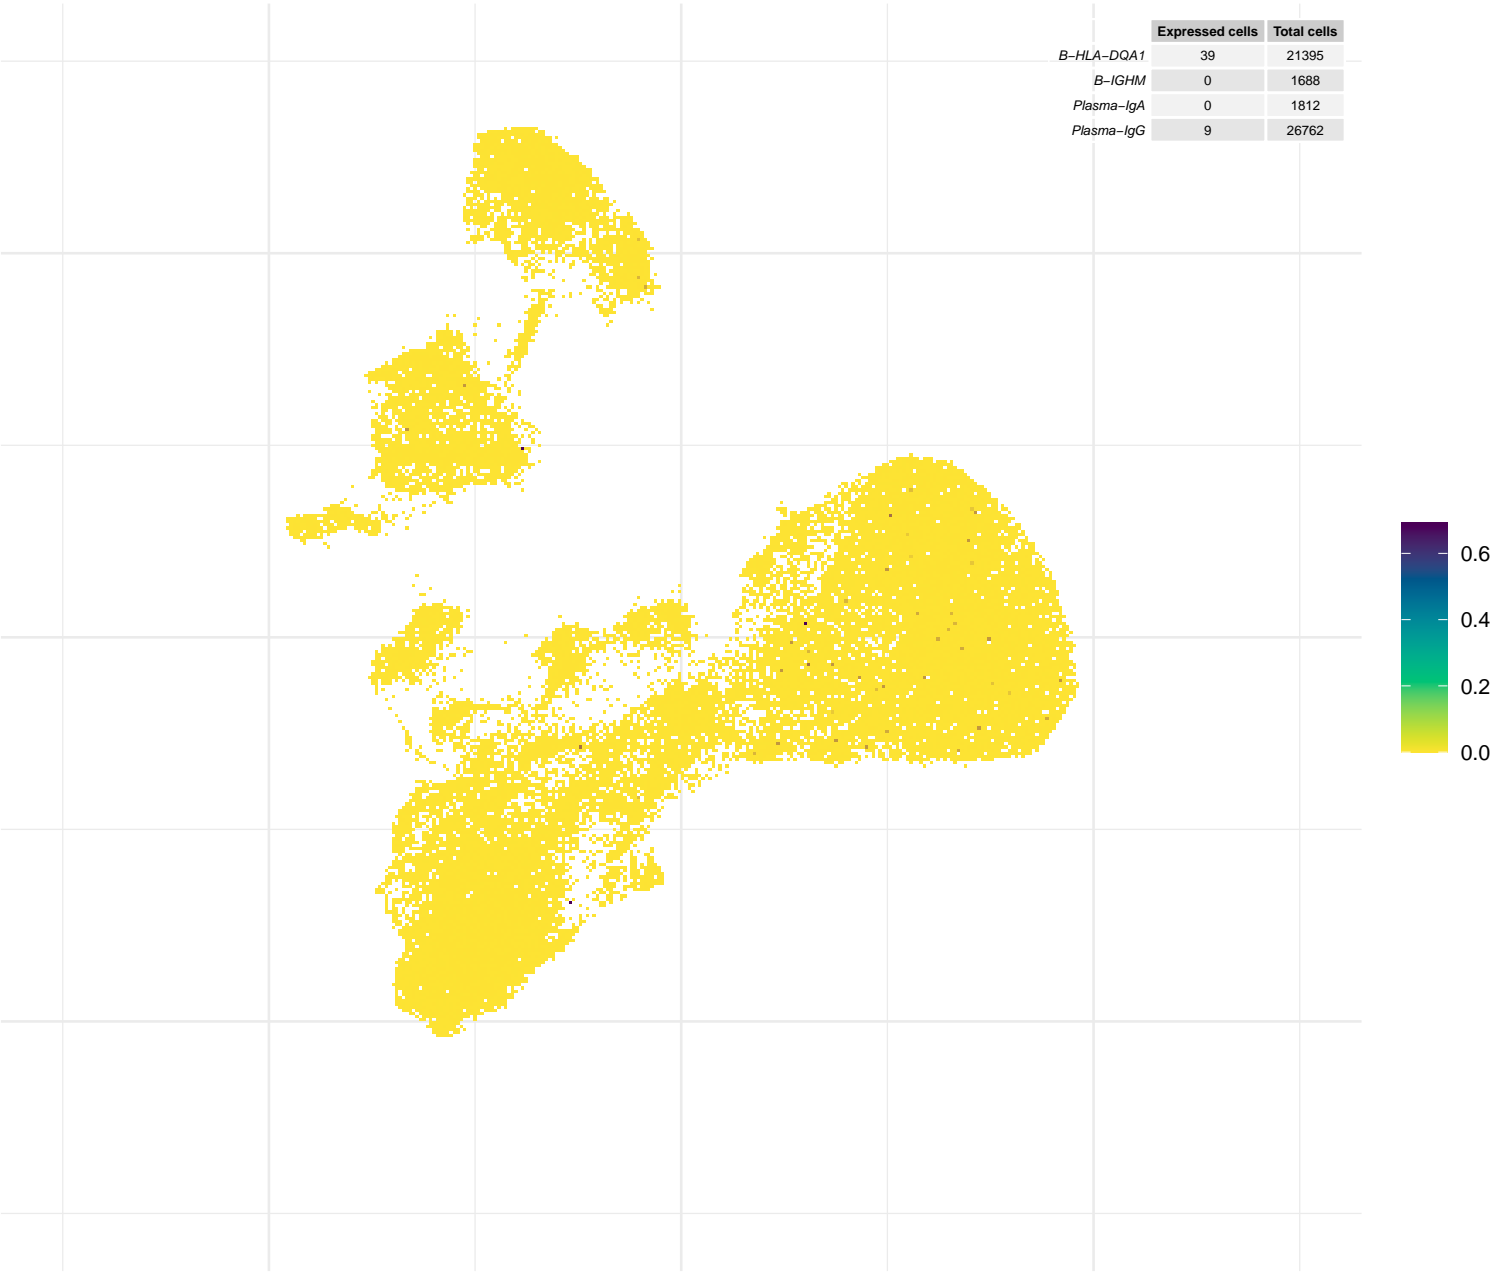 Expressed cells Total cells
B−HLA−DQA1 39 21395
B−IGHM 0 1688
Plasma−IgA 0 1812
Plasma−IgG 9 26762
0.6
0.4
0.2
0.0